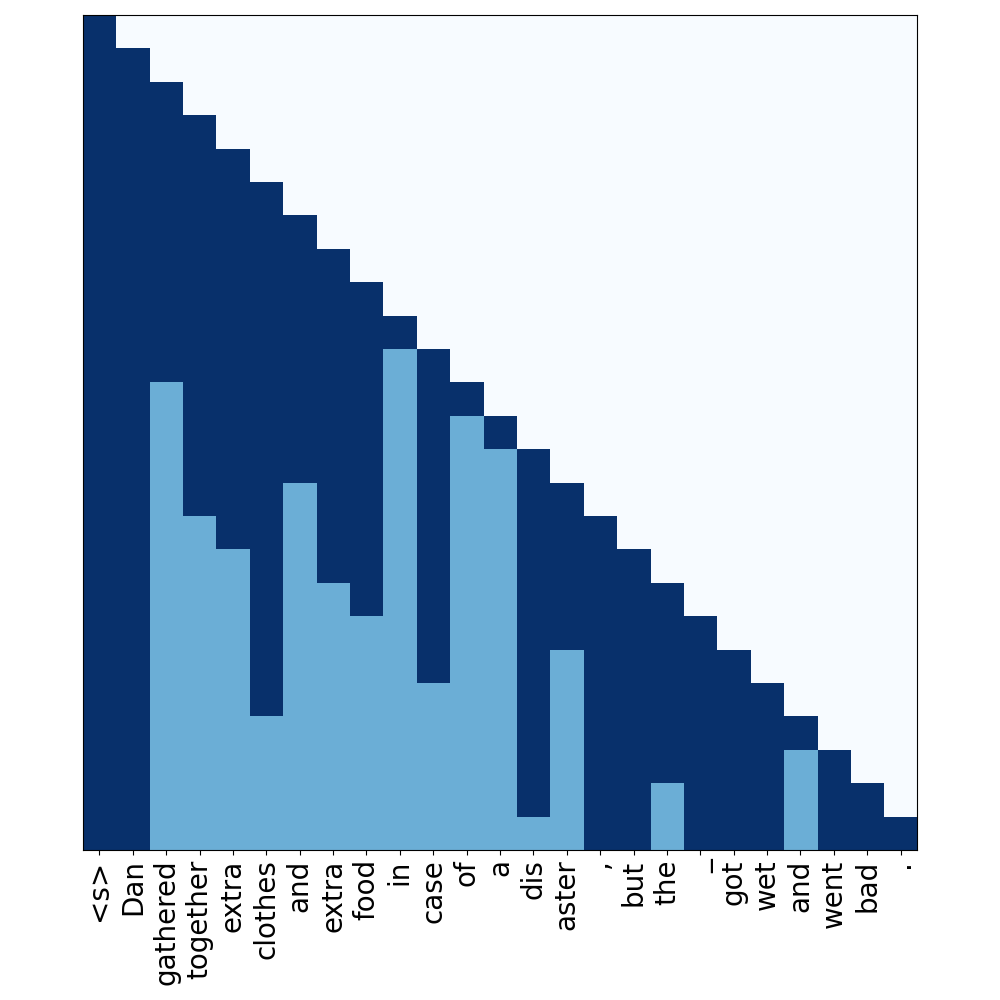 <s> Dan gathered together extra clothes and extra food in case of a dis aster , but the _ got wet and went bad .